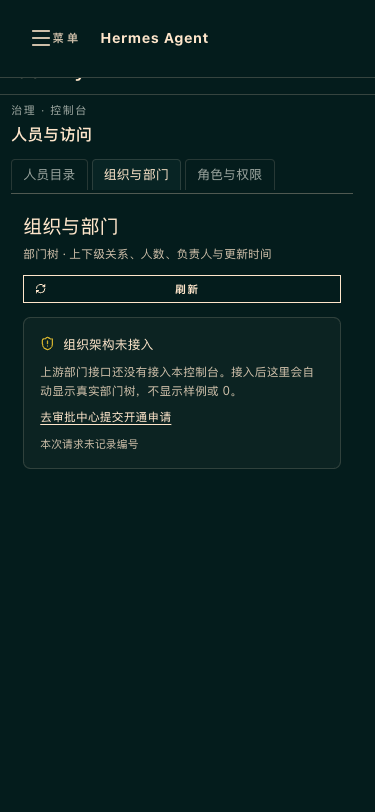 菜单
Hermes Agent
治理 · 控制台
人员与访问
人员目录
组织与部门
角色与权限
组织与部门
部门树 · 上下级关系、人数、负责人与更新时间
刷新
组织架构未接入
上游部门接口还没有接入本控制台。接入后这里会自
动显示真实部门树，不显示样例或 0。
去审批中心提交开通申请
本次请求未记录编号